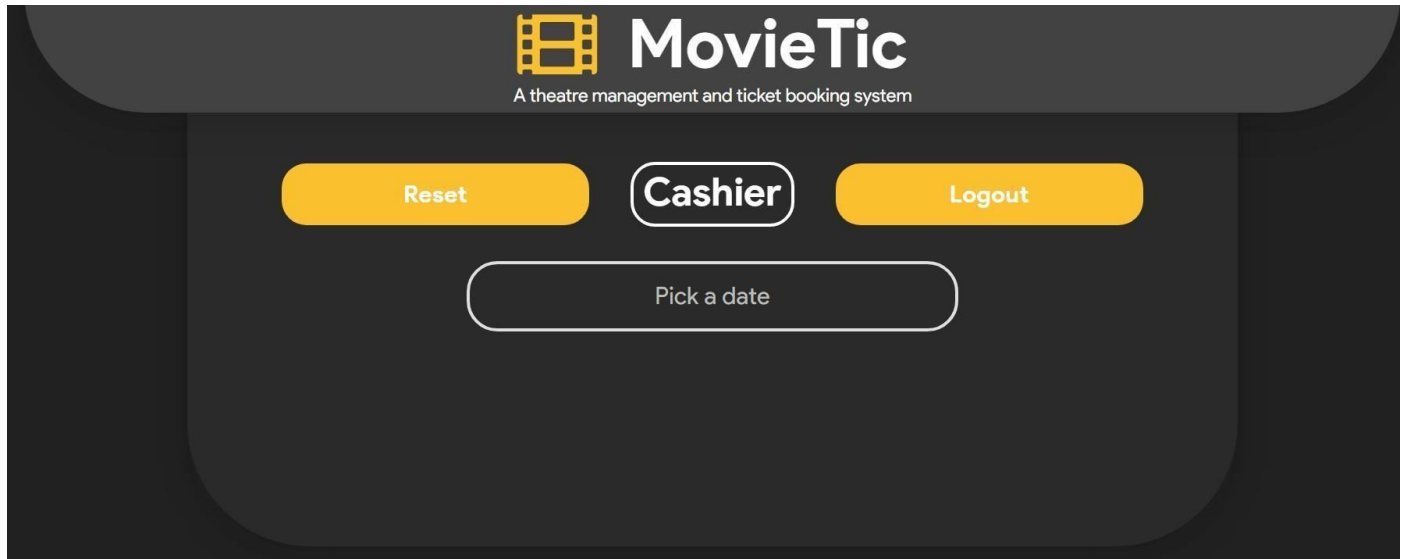 MovieTic
A theatre management and ticket booking system
Reset Cashier Logout
Pick a date